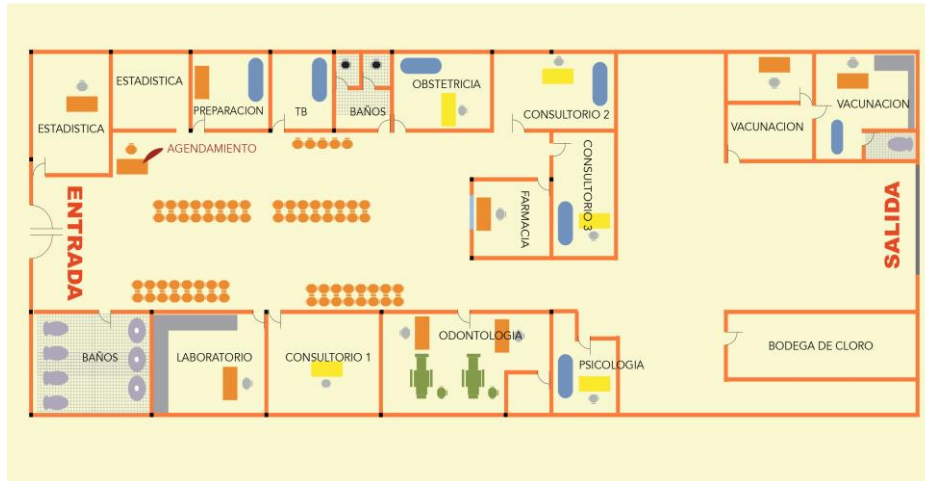 ESTADISTICA
ESTADISTICA
PREPARACION
TB
BAÑOS
OBSTETRICIA
CONSULTORIO 2
VACUNACION
VACUNACION
AGENDAMIENTO
CONSULTORIO 3
FARMACIA
ENTRADA
SALIDA
BAÑOS
LABORATORIO
CONSULTORIO 1
ODONTOLOGIA
PSICOLOGIA
BODEGA DE CLORO